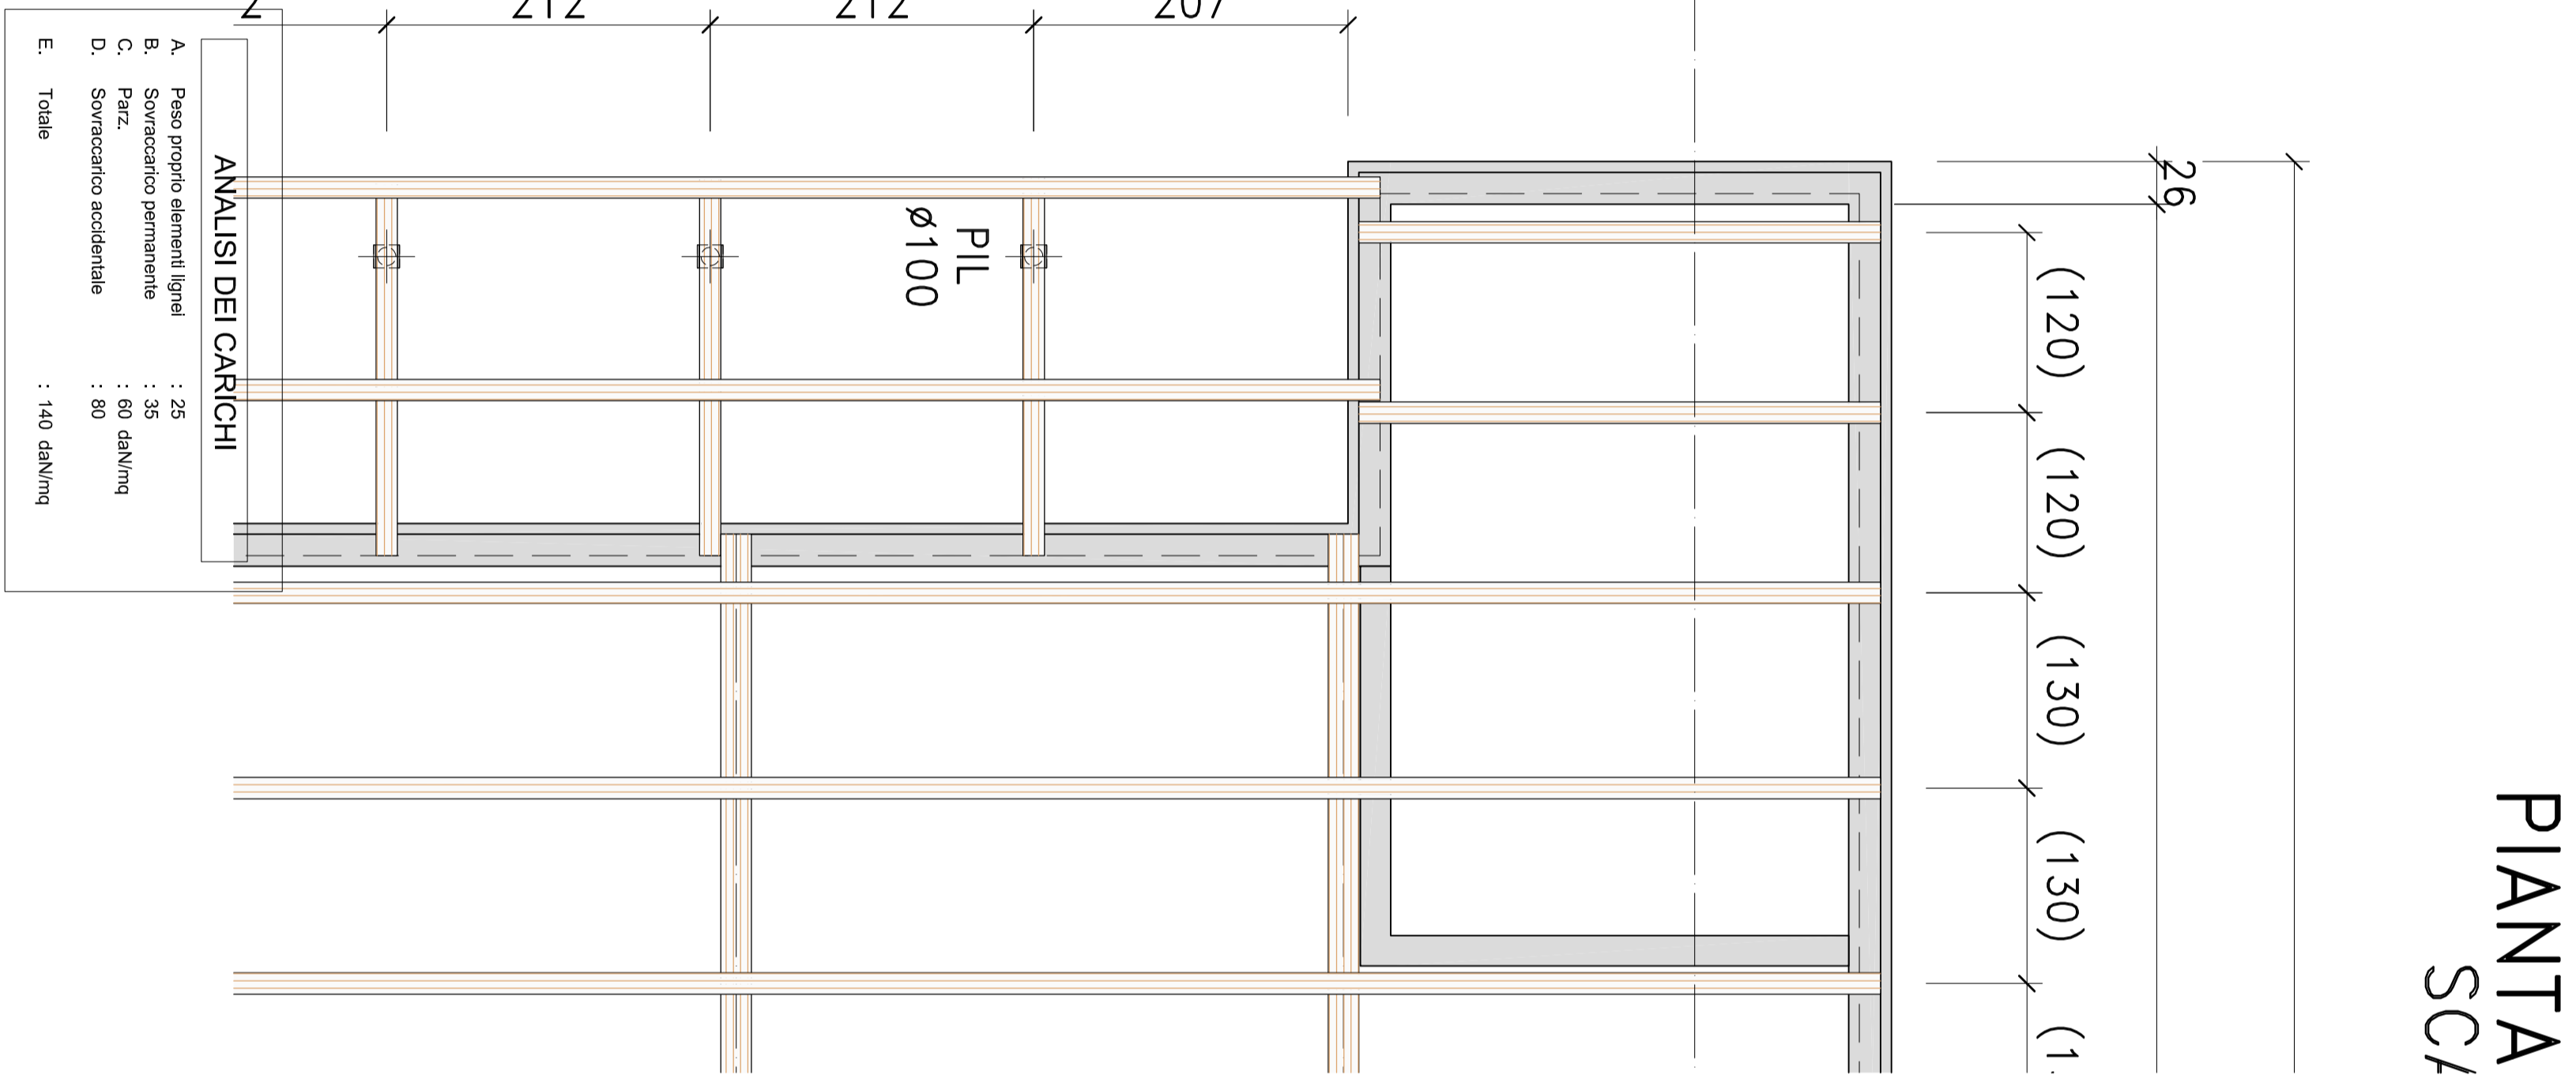 PIANTA
26
(120)
(120)
(130)
(130)
207
212
212
PIL
ø100
ANALISI DEI CARICHI
A. Peso proprio elementi lignei : 25
B. Sovraccarico permanente : 35
C. Parz. : 60 daN/mq
D. Sovraccarico accidentale : 80
E. Totale : 140 daN/mq